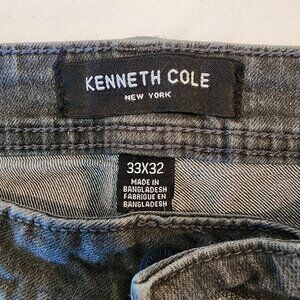 KENNETH COLE
NEW YORK
33X32
MADE IN
BANGLADESH
FABRIQUE EN
BANGLADESH